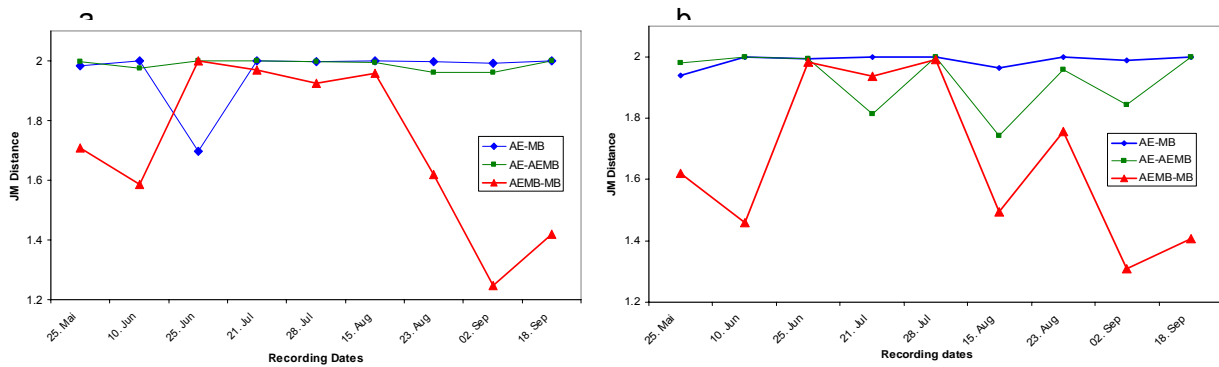 a
2
1.8
1.6
1.4
1.2
JM Distance
AE-MB
AE-AEMB
AEMB-MB
25. Mai
10. Jun
25. Jun
21. Jul
28. Jul
15. Aug
23. Aug
02. Sep
18. Sep
Recording Dates
b
2
1.8
1.6
1.4
1.2
JM Distance
AE-MB
AE-AEMB
AEMB-MB
25. Mai
10. Jun
25. Jun
21. Jul
28. Jul
15. Aug
23. Aug
02. Sep
18. Sep
Recording dates